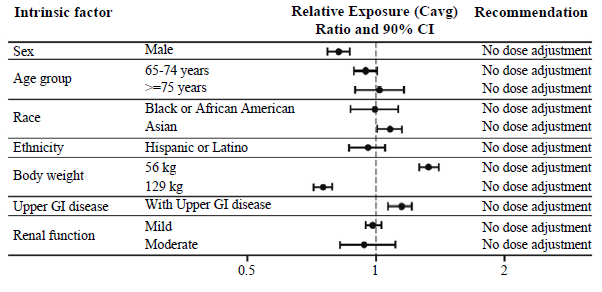 Intrinsic factor Relative Exposure (Cavg) Recommendation
Ratio and 90% CI
Sex Male No dose adjustment
Age group 65-74 years No dose adjustment
>=75 years No dose adjustment
Race Black or African American No dose adjustment
Asian No dose adjustment
Ethnicity Hispanic or Latino No dose adjustment
Body weight 56 kg No dose adjustment
129 kg No dose adjustment
Upper GI disease With Upper GI disease No dose adjustment
Renal function Mild No dose adjustment
Moderate No dose adjustment
0.5 1 2